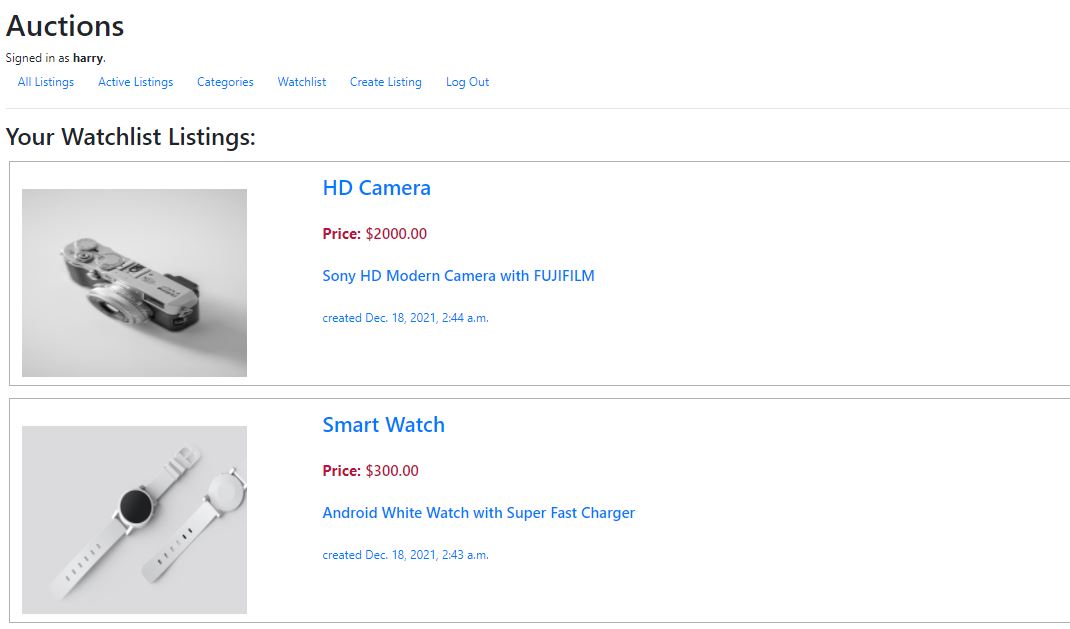 Auctions
Signed in as harry.
All Listings Active Listings Categories Watchlist Create Listing Log Out
Your Watchlist Listings:
HD Camera
Price: $2000.00
Sony HD Modern Camera with FUJIFILM
created Dec. 18, 2021, 2:44 a.m.
Smart Watch
Price: $300.00
Android White Watch with Super Fast Charger
created Dec. 18, 2021, 2:43 a.m.